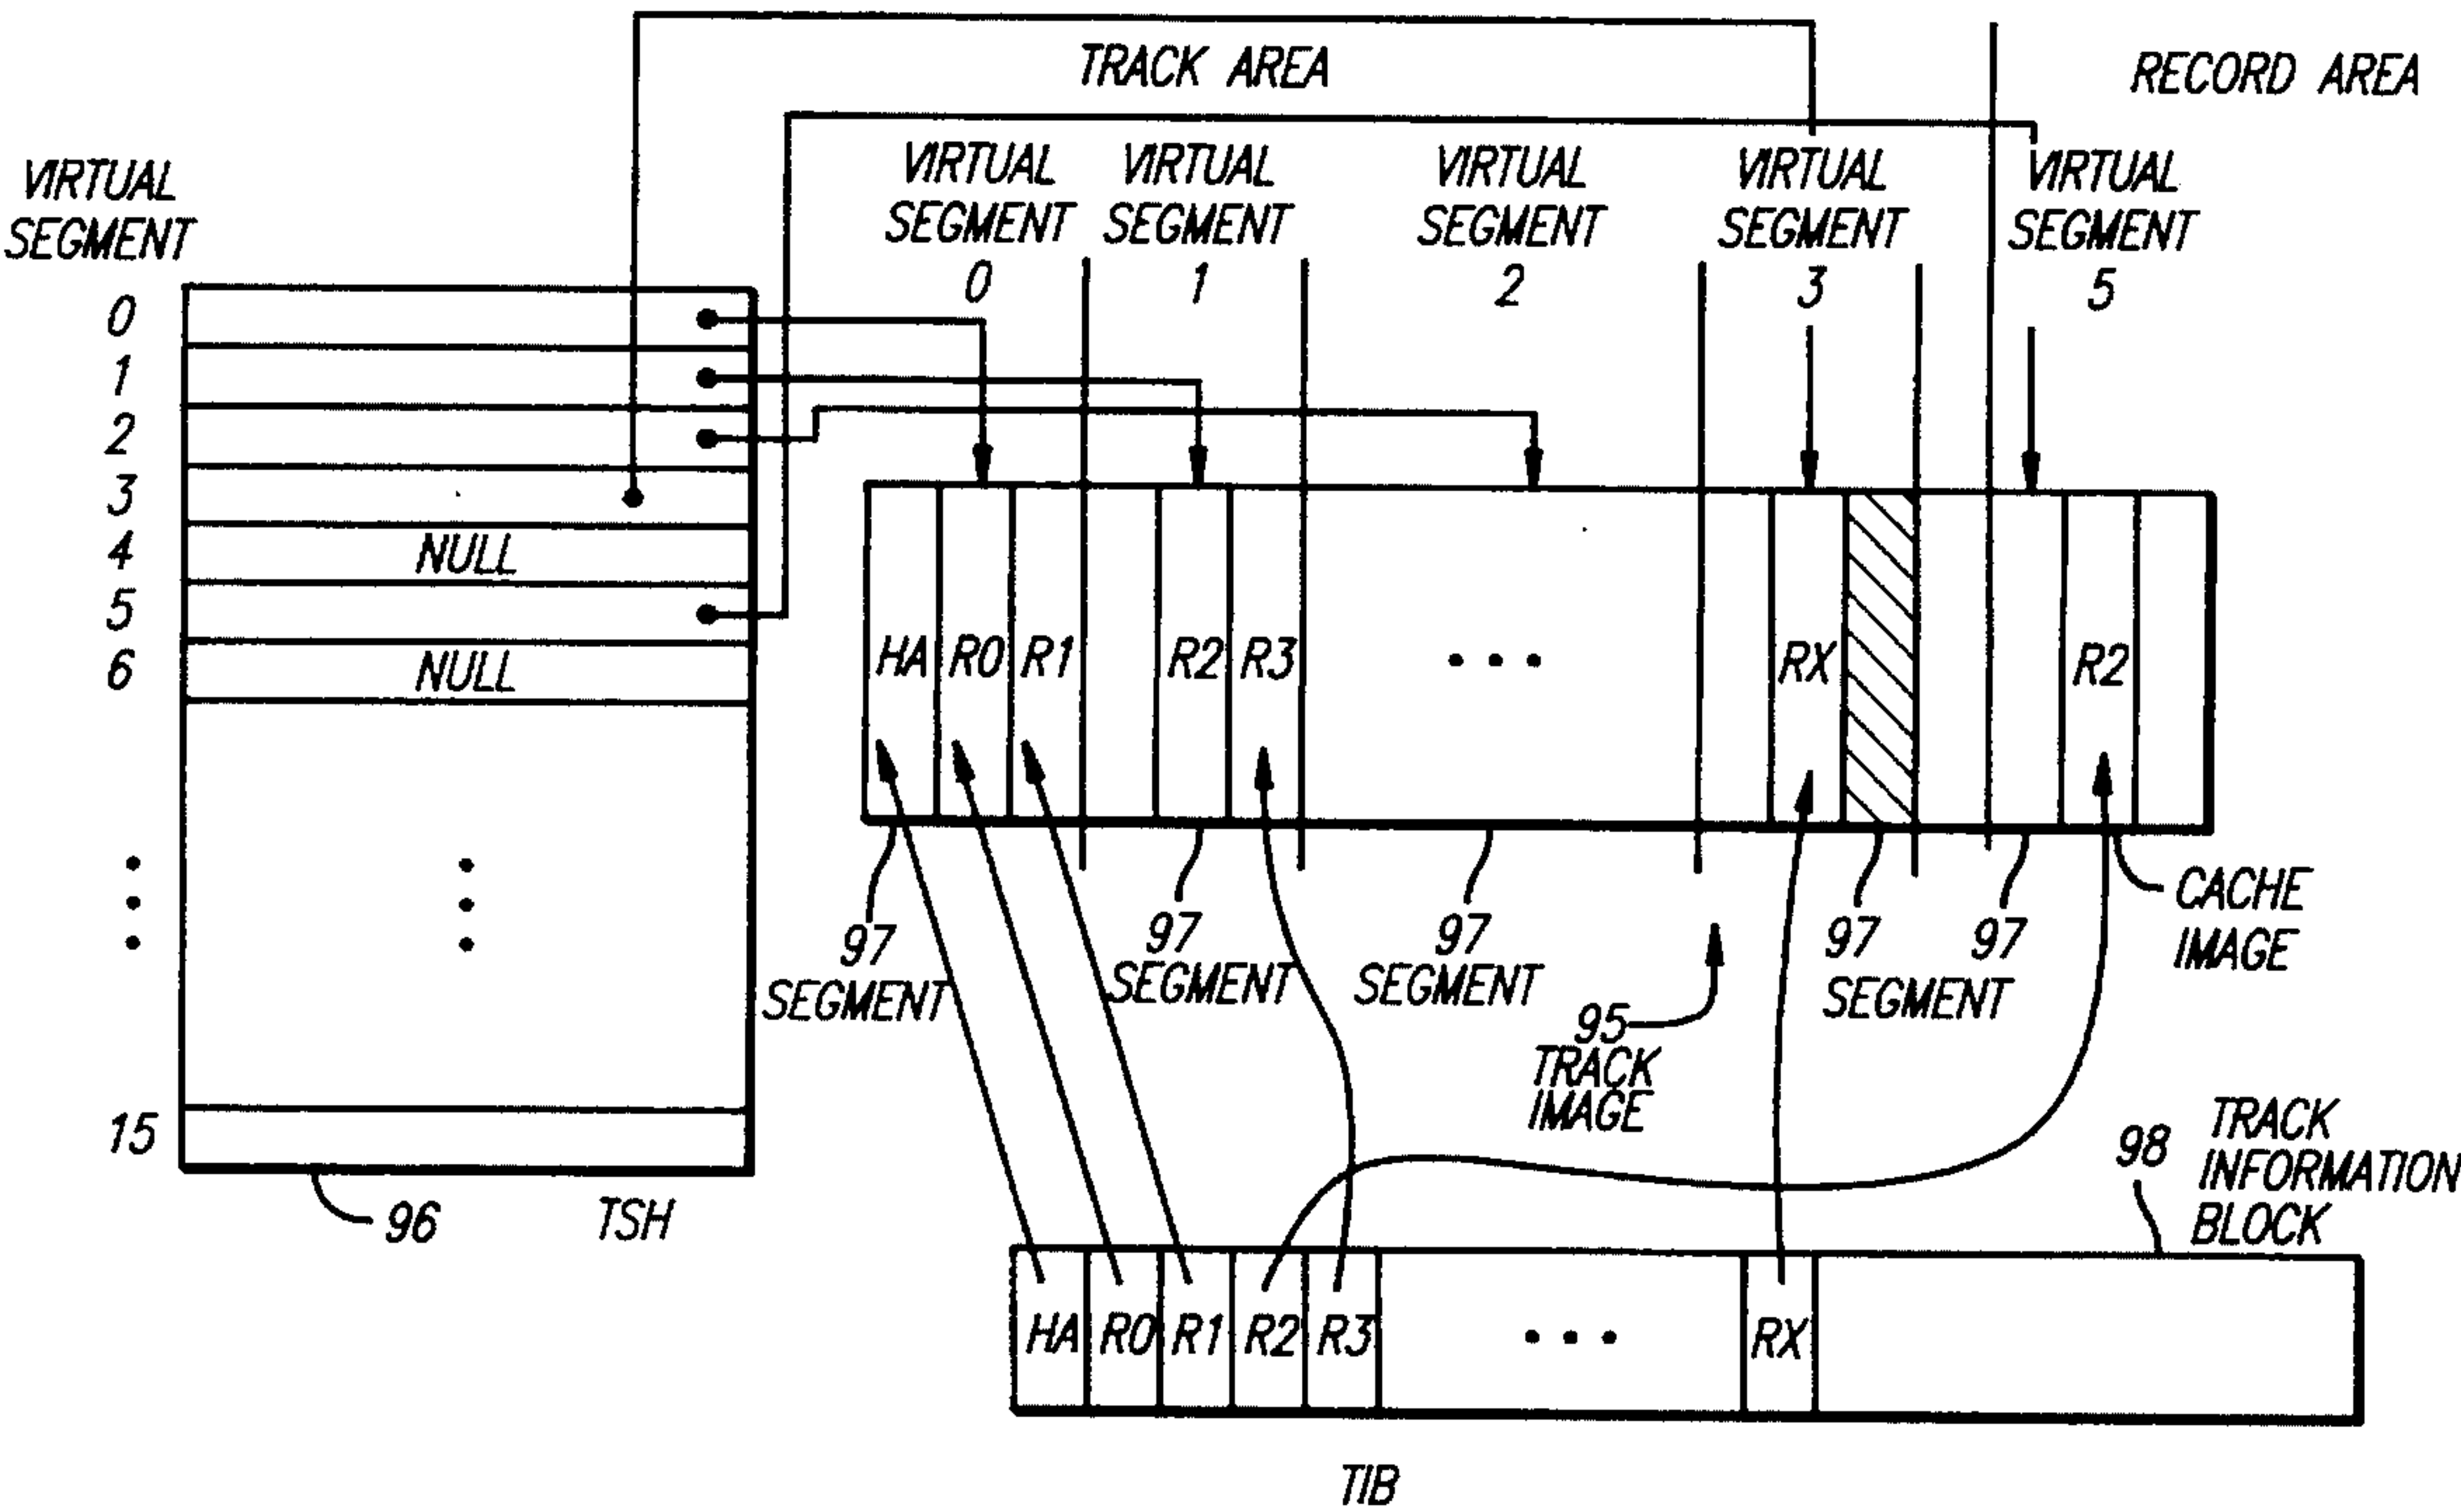 TRACK AREA
RECORD AREA
VIRTUAL
SEGMENT
VIRTUAL
SEGMENT
0
VIRTUAL
SEGMENT
1
VIRTUAL
SEGMENT
2
VIRTUAL
SEGMENT
3
VIRTUAL
SEGMENT
5
0
1
2
3
4 NULL
5
6 NULL
15
96
TSH
HA R0 R1 R2 R3 RX R2
97
SEGMENT
97
SEGMENT
97
SEGMENT
95
TRACK
IMAGE
97
SEGMENT
97
CACHE
IMAGE
98
TRACK
INFORMATION
BLOCK
HA R0 R1 R2 R3 RX
TIB